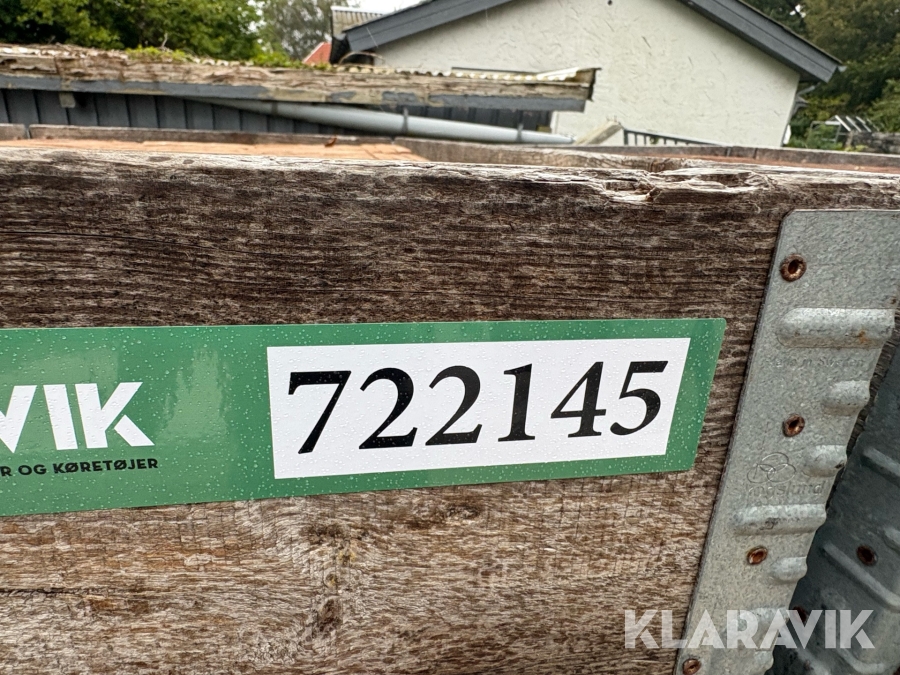 VIK
R OG KØRETØJER
722145
KLARAVIK